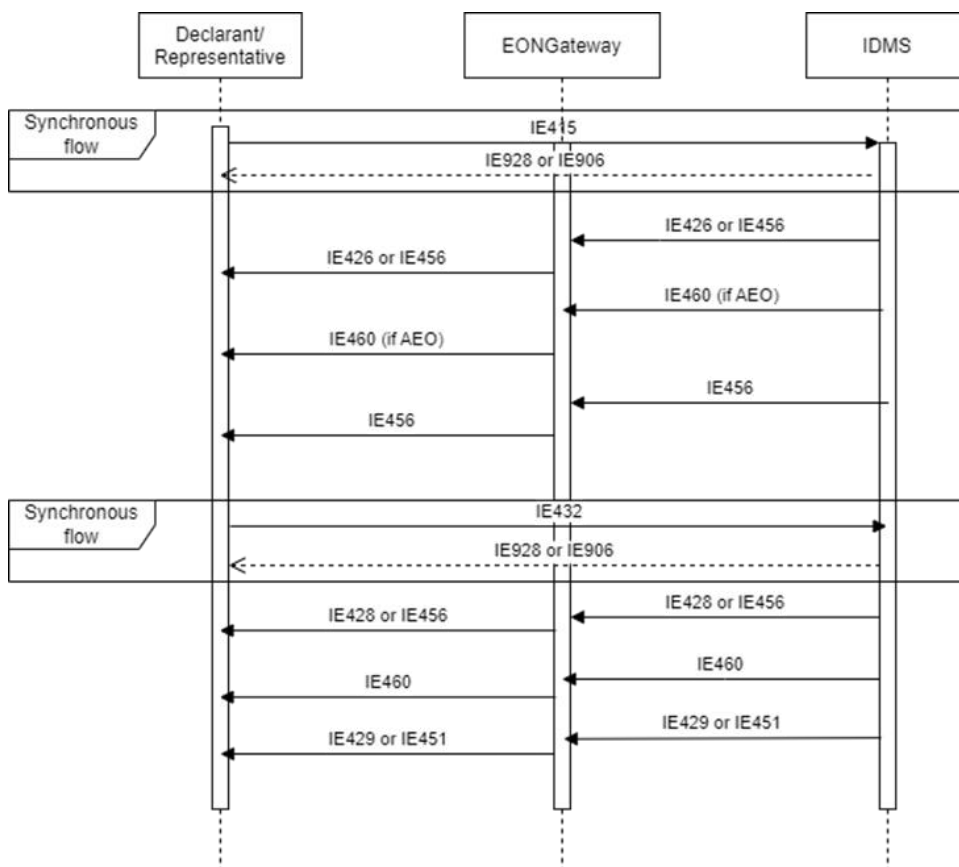 Declarant/
Representative
EONGateway
IDMS
Synchronous
flow
IE415
IE928 or IE906
IE426 or IE456
IE426 or IE456
IE460 (if AEO)
IE460 (if AEO)
IE456
IE456
Synchronous
flow
IE432
IE928 or IE906
IE428 or IE456
IE428 or IE456
IE460
IE460
IE429 or IE451
IE429 or IE451